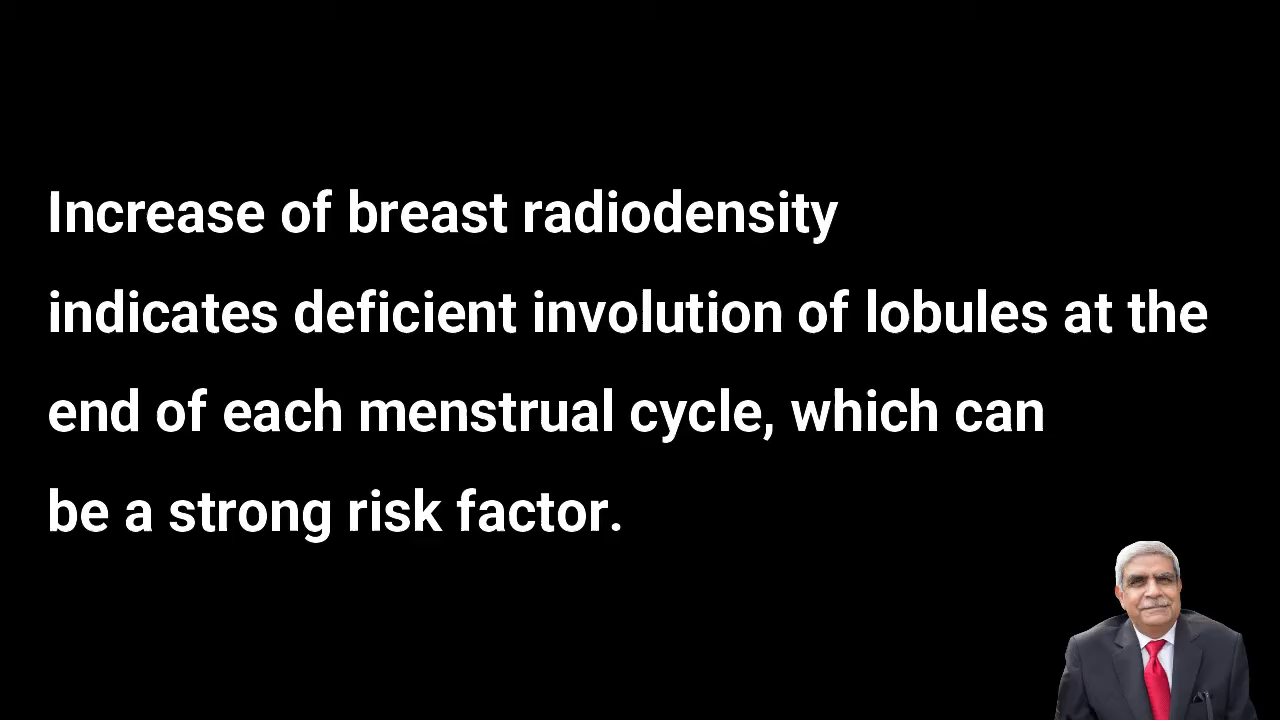 Increase of breast radiodensity
indicates deficient involution of lobules at the
end of each menstrual cycle, which can
be a strong risk factor.